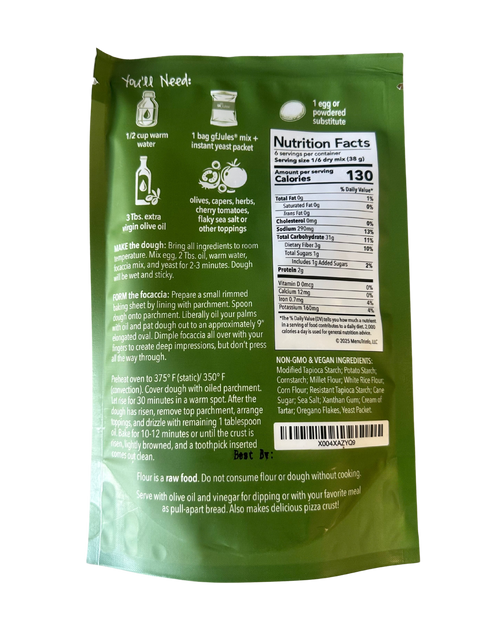 You'll Need:
1/2 cup warm
water
1 bag gfJules® mix +
instant yeast packet
1 egg or
powdered
substitute
3 Tbs. extra
virgin olive oil
olives, capers, herbs,
cherry tomatoes,
flaky sea salt or
other toppings
MAKE the dough: Bring all ingredients to room
temperature. Mix egg, 2 Tbs. oil, warm water,
focaccia mix, and yeast for 2-3 minutes. Dough
will be wet and sticky.
FORM the focaccia: Prepare a small rimmed
baking sheet by lining with parchment. Spoon
dough onto parchment. Liberally oil your palms
with oil and pat dough out to an approximately 9"
elongated oval. Dimple focaccia all over with your
fingers to create deep impressions, but don't press
all the way through.
Preheat oven to 375° F (static)/ 350° F
(convection). Cover dough with oiled parchment.
Let rise for 30 minutes in a warm spot. After the
dough has risen, remove top parchment, arrange
toppings, and drizzle with remaining 1 tablespoon
oil. Bake for 10-12 minutes or until the crust is
risen, lightly browned, and a toothpick inserted
comes out clean.
Best By:
Nutrition Facts
6 servings per container
Serving size 1/6 dry mix (38 g)
Amount per serving
Calories 130
% Daily Value*
Total Fat 0g 1%
Saturated Fat 0g 0%
Trans Fat 0g
Cholesterol 0mg 0%
Sodium 290mg 13%
Total Carbohydrate 31g 11%
Dietary Fiber 3g 10%
Total Sugars 1g
Includes 1g Added Sugars 2%
Protein 2g
Vitamin D 0mcg 0%
Calcium 12mg 0%
Iron 0.7mg 4%
Potassium 160mg 4%
*The % Daily Value (DV) tells you how much a nutrient
in a serving of food contributes to a daily diet. 2,000
calories a day is used for general nutrition advice.
© 2025 MenuTrinfo, LLC
NON-GMO & VEGAN INGREDIENTS:
Modified Tapioca Starch; Potato Starch;
Cornstarch; Millet Flour; White Rice Flour;
Corn Flour; Resistant Tapioca Starch; Cane
Sugar; Sea Salt; Xanthan Gum; Cream of
Tartar; Oregano Flakes, Yeast Packet.
X004XAZYQ9
Flour is a raw food. Do not consume flour or dough without cooking.
Serve with olive oil and vinegar for dipping or with your favorite meal
as pull-apart bread. Also makes delicious pizza crust!